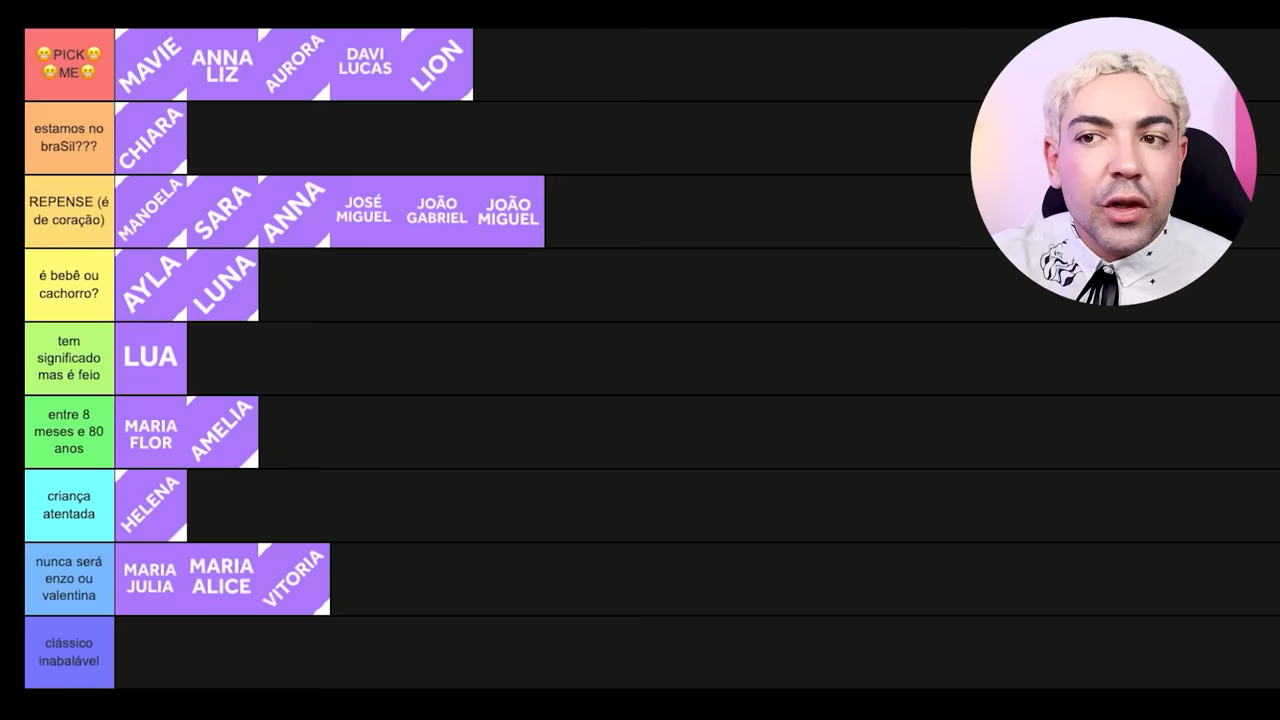 😬PICK😬
😬ME😬
MAVIE
ANNA
LIZ
AURORA
DAVI
LUCAS
LION
estamos no
braSil???
CHIARA
REPENSE (é
de coração)
MANOELA
SARA
ANNA
JOSÉ
MIGUEL
JOÃO
GABRIEL
JOÃO
MIGUEL
é bebê ou
cachorro?
AYLA
LUNA
tem
significado
mas é feio
LUA
entre 8
meses e 80
anos
MARIA
FLOR
AMELIA
criança
atentada
HELENA
nunca será
enzo ou
valentina
MARIA
JULIA
MARIA
ALICE
VITORIA
clássico
inabalável